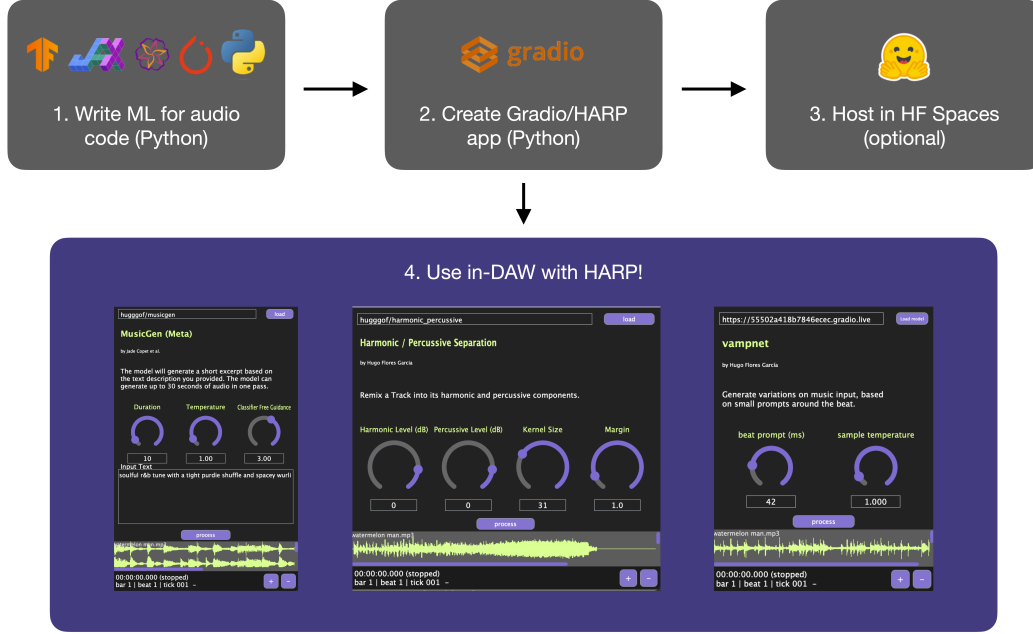 JAX
gradio
1. Write ML for audio
code (Python)
2. Create Gradio/HARP
app (Python)
3. Host in HF Spaces
(optional)
4. Use in-DAW with HARP!
hugggof/musicgen
load
MusicGen (Meta)
by Jade Copet et al.
The model will generate a short excerpt based on
the text description you provided. The model can
generate up to 30 seconds of audio in one pass.
Duration
Temperature
Classifier Free Guidance
10
1.00
3.00
Input Text
soulful r&b tune with a tight purdie shuffle and spacey wurli
process
watermelon man.mp3
00:00:00.000 (stopped)
bar 1 | beat 1 | tick 001 –
+
–
hugggof/harmonic_percussive
load
Harmonic / Percussive Separation
by Hugo Flores Garcia
Remix a Track into its harmonic and percussive components.
Harmonic Level (dB)
Percussive Level (dB)
Kernel Size
Margin
0
0
31
1.0
process
watermelon man.mp3
00:00:00.000 (stopped)
bar 1 | beat 1 | tick 001 –
+
–
https://55502a418b7846ecec.gradio.live
Load model
vampnet
by Hugo Flores Garcia
Generate variations on music input, based
on small prompts around the beat.
beat prompt (ms)
sample temperature
42
1.000
process
watermelon man.mp3
00:00:00.000 (stopped)
bar 1 | beat 1 | tick 001 –
+
–